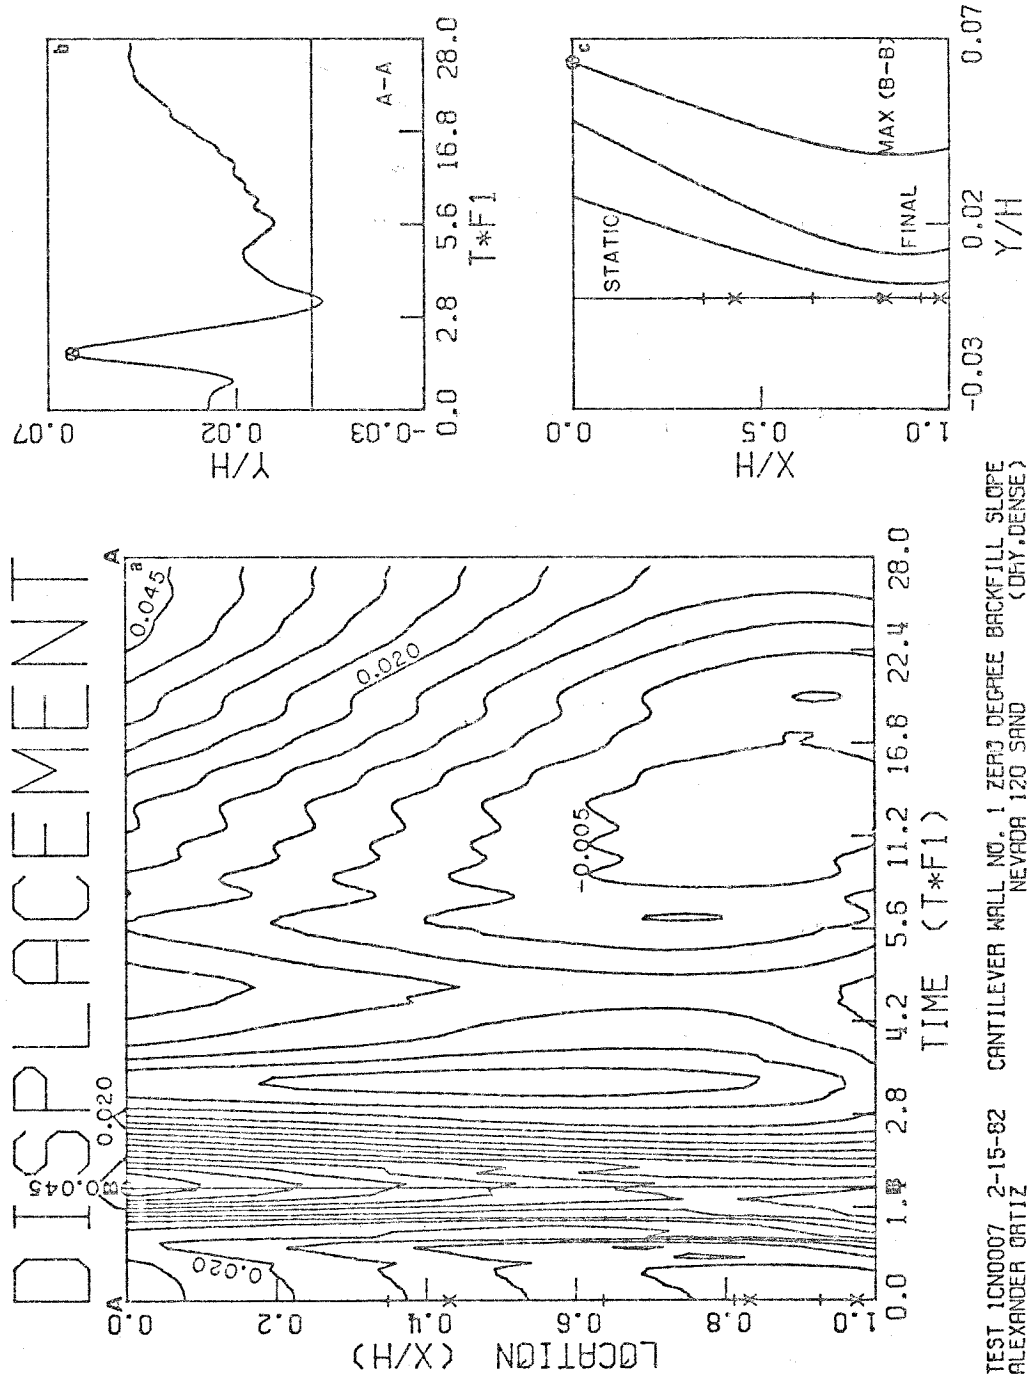 DISPLACEMENT
A
B
A
0.045
0.020
0.020
0.045
0.020
-0.005
a
0.0
0.2
0.4
0.6
0.8
1.0
LOCATION (X/H)
0.0
1.4
B
2.8
4.2
5.6
11.2
16.8
22.4
28.0
TIME (T*F1)
b
A-A
0.07
0.02
-0.03
Y/H
0.0
2.8
5.6
16.8
28.0
T*F1
c
STATIC
FINAL
MAX (B-B)
0.0
0.5
1.0
X/H
-0.03
0.02
0.07
Y/H
TEST 1CN0007 2-15-82 CANTILEVER WALL NO. 1 ZERO DEGREE BACKFILL SLOPE
ALEXANDER ORTIZ NEVADA 120 SAND (DRY,DENSE)